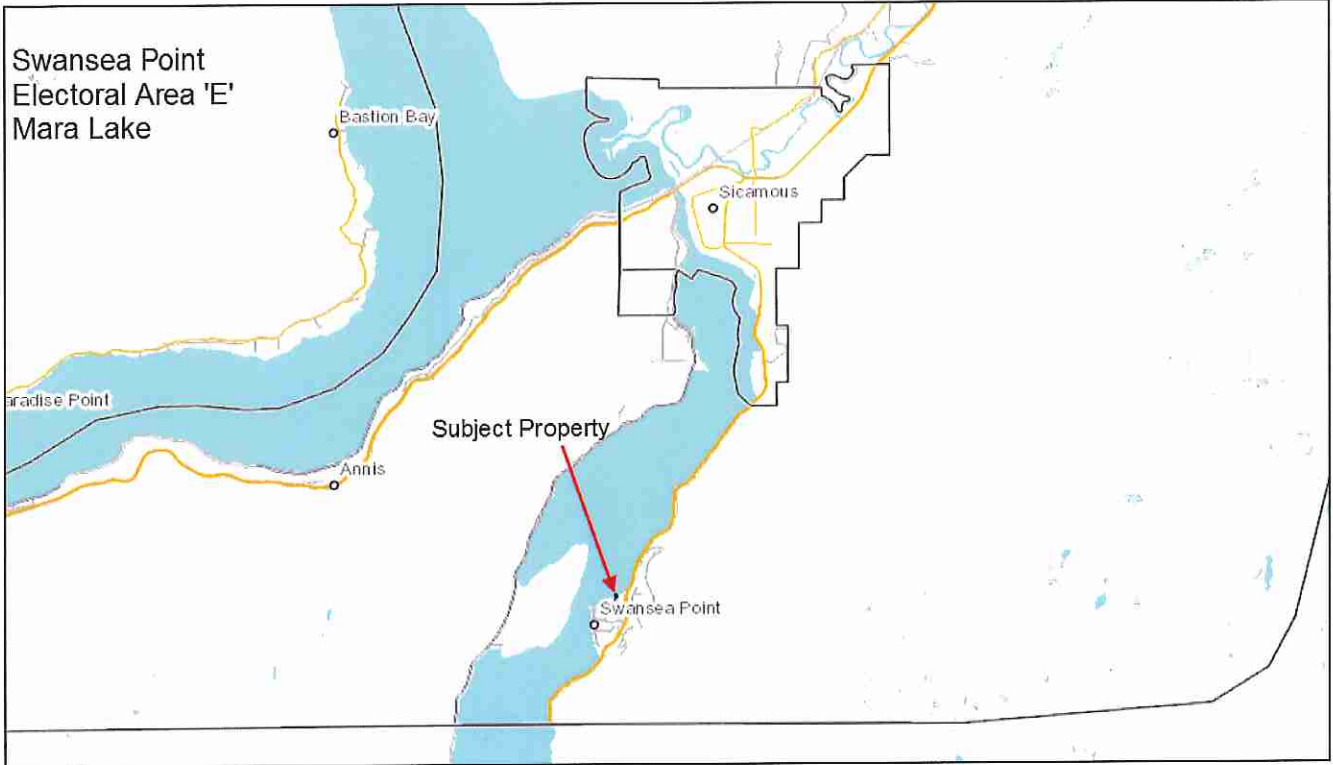 Swansea Point
Electoral Area 'E'
Mara Lake
Bastion Bay
Sicamous
aradise Point
Subject Property
Annis
Swansea Point